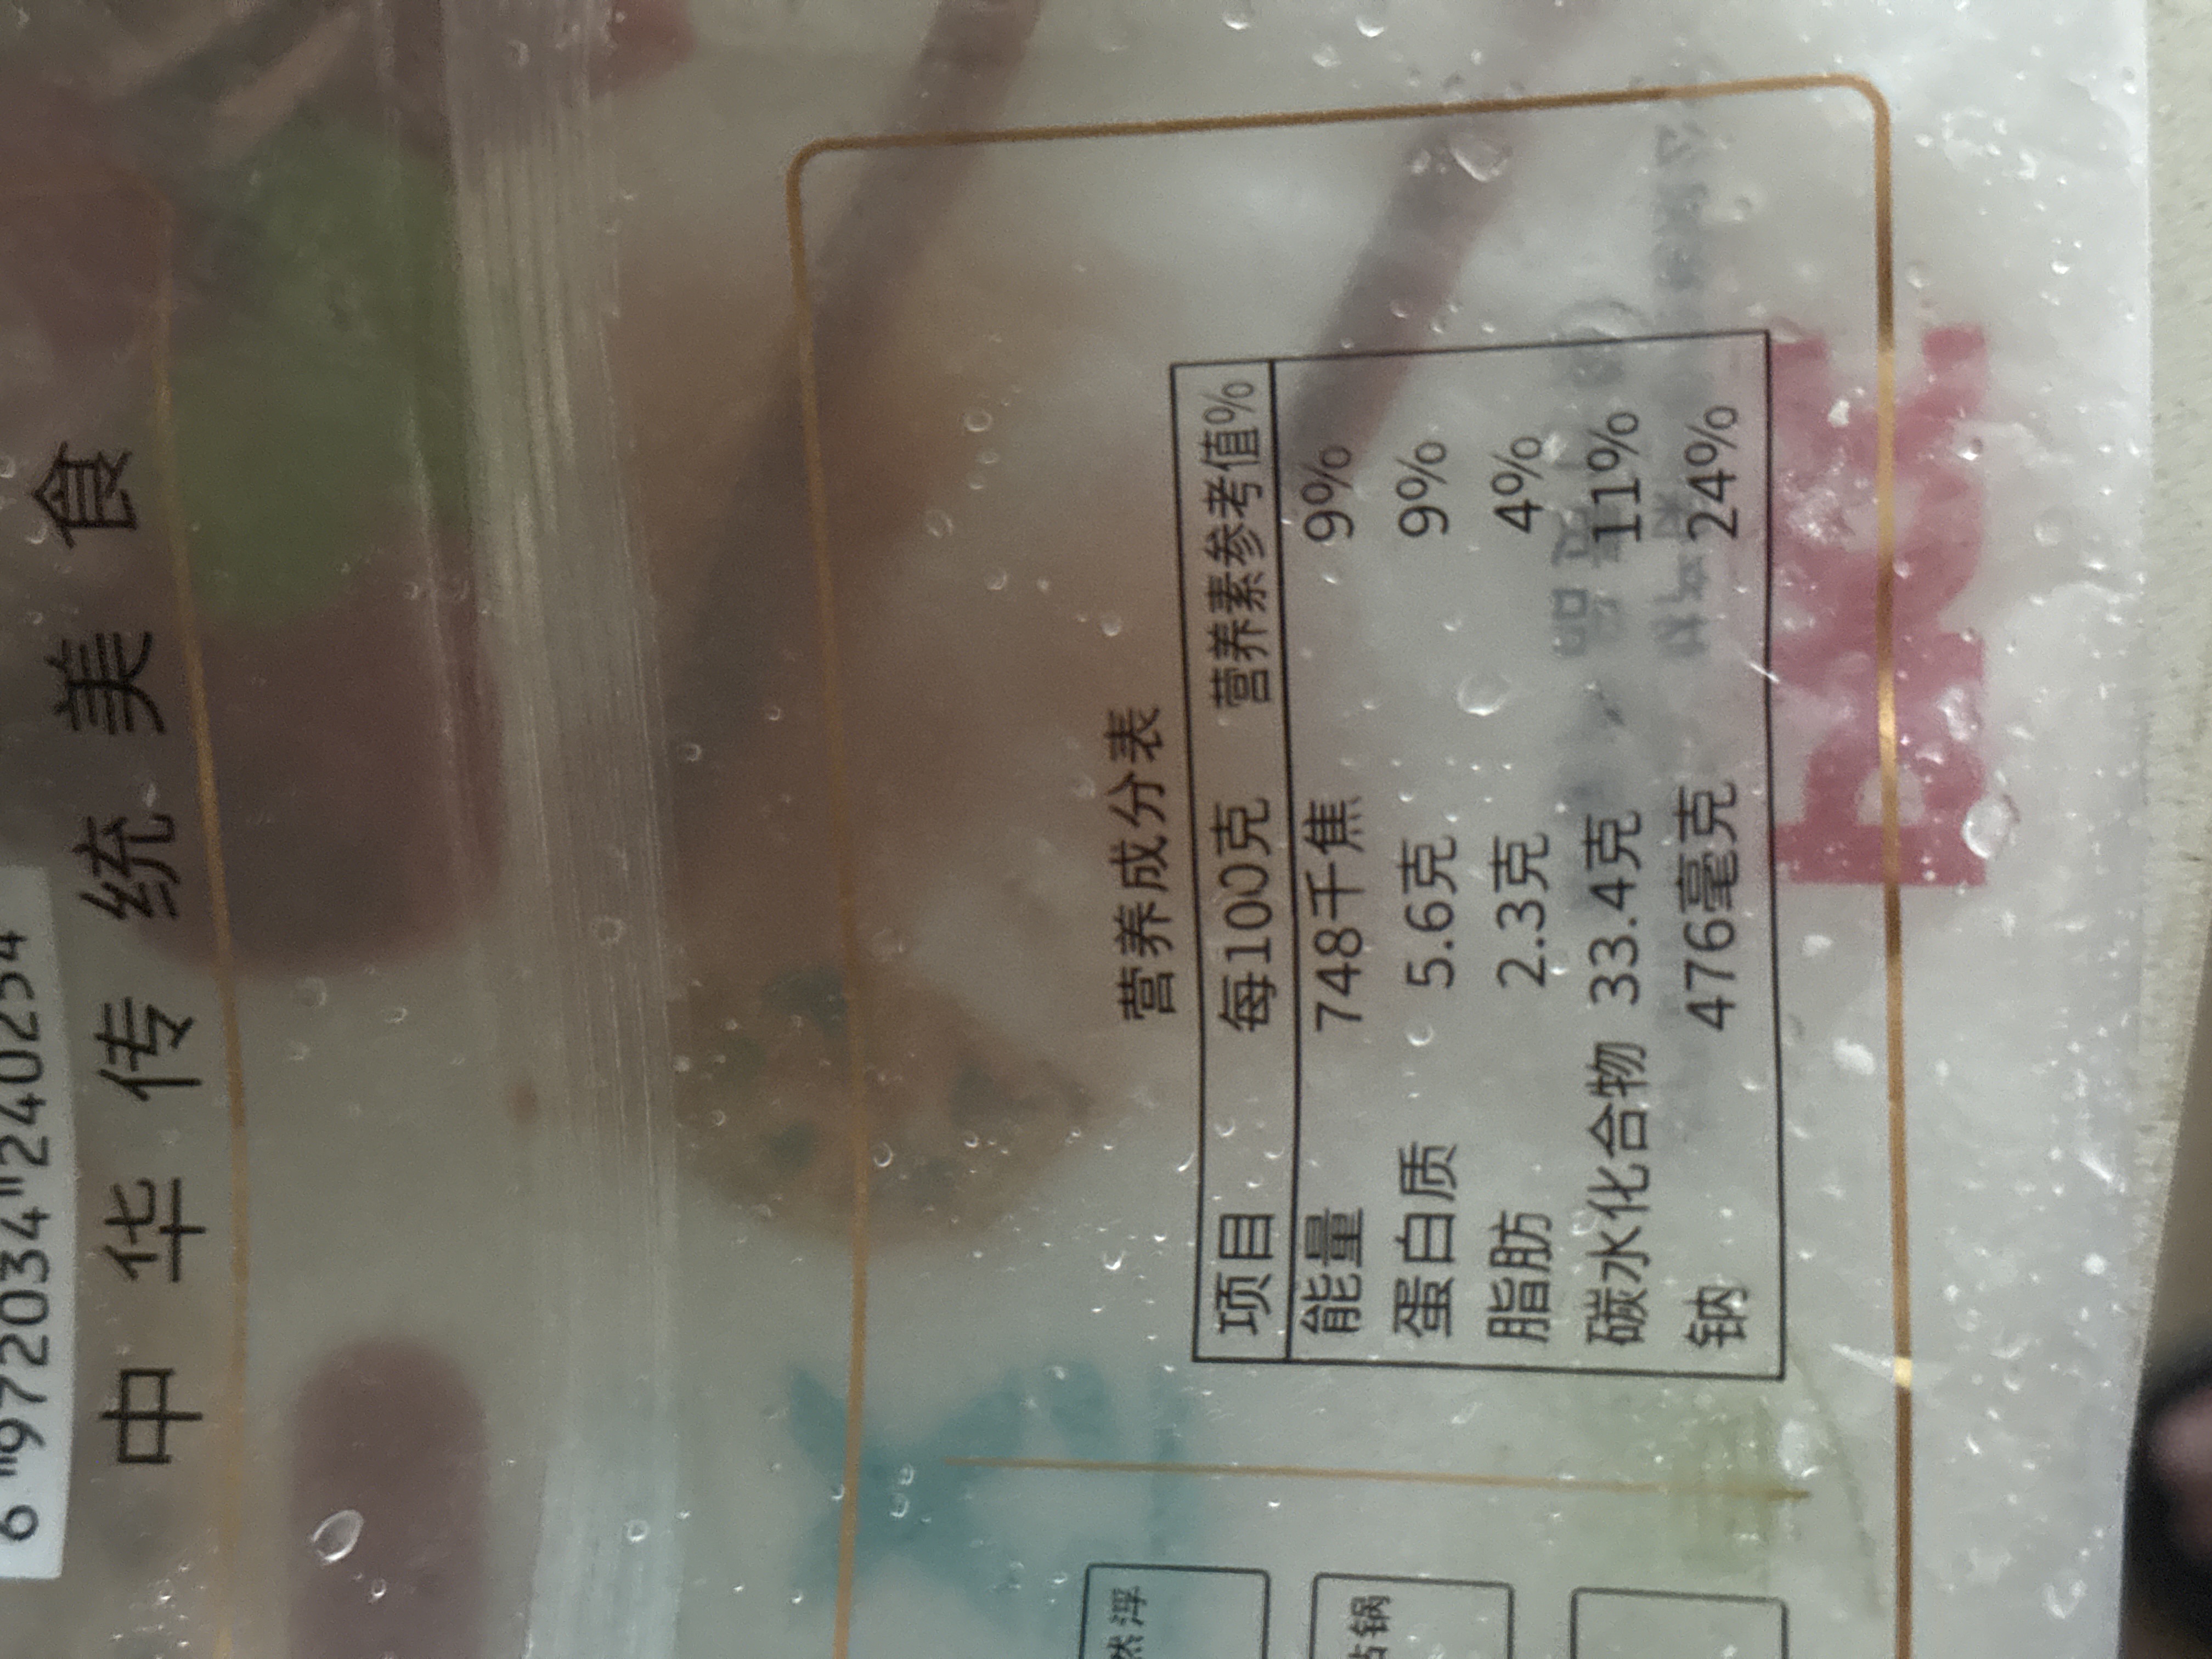 6 "972034"240254
中华传统美食
然浮
锅
营养成分表
项目 每100克 营养素参考值%
能量 748千焦 9%
蛋白质 5.6克 9%
脂肪 2.3克 4%
碳水化合物 33.4克 11%
钠 476毫克 24%